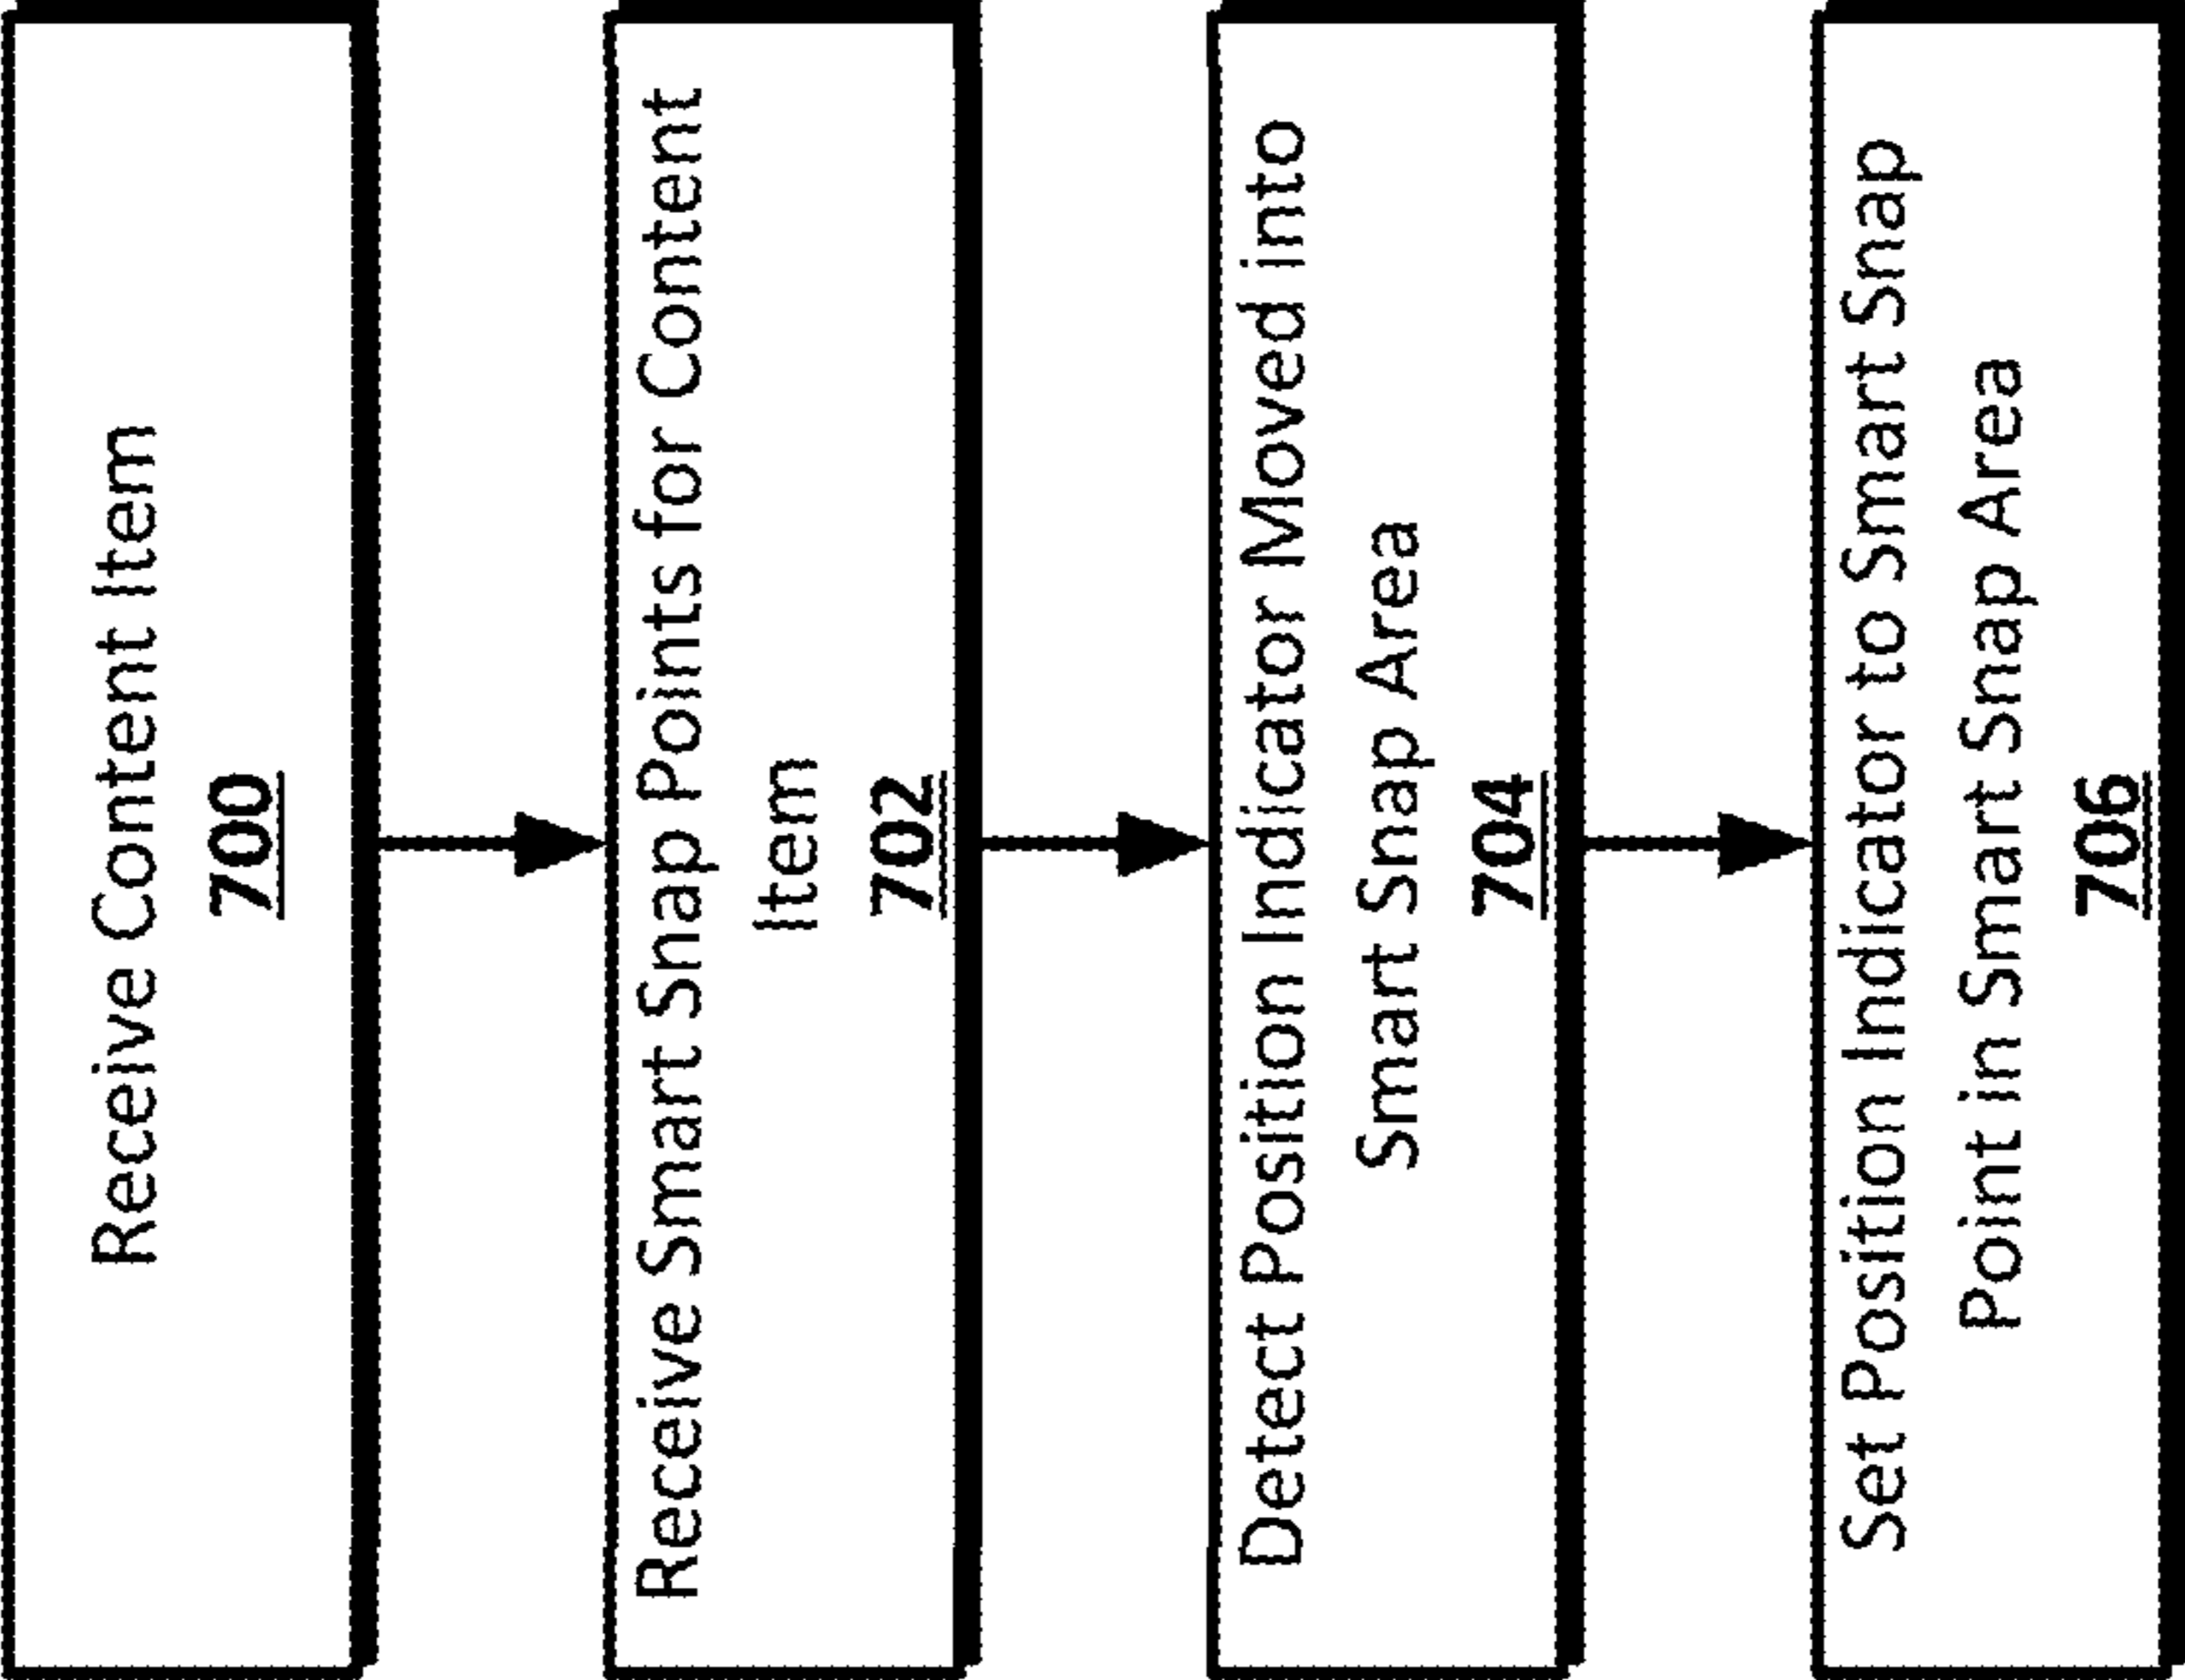 Receive Content Item
700
Receive Smart Snap Points for Content
Item
702
Detect Position Indicator Moved into
Smart Snap Area
704
Set Position Indicator to Smart Snap
Point in Smart Snap Area
706